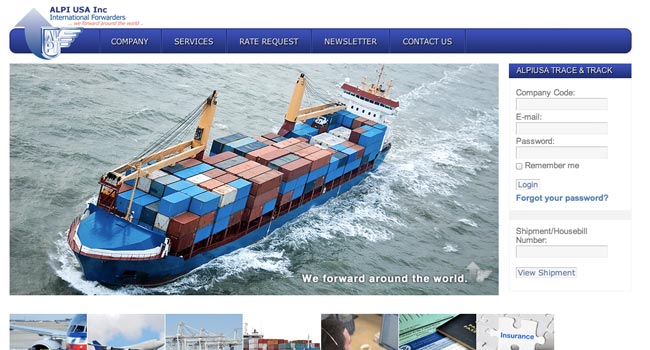 ALPI USA Inc
International Forwarders
... we forward around the world ...
COMPANY
SERVICES
RATE REQUEST
NEWSLETTER
CONTACT US
ALPIUSA TRACE & TRACK
Company Code:
E-mail:
Password:
Remember me
Login
Forgot your password?
Shipment/Housebill
Number:
View Shipment
We forward around the world.
Insurance